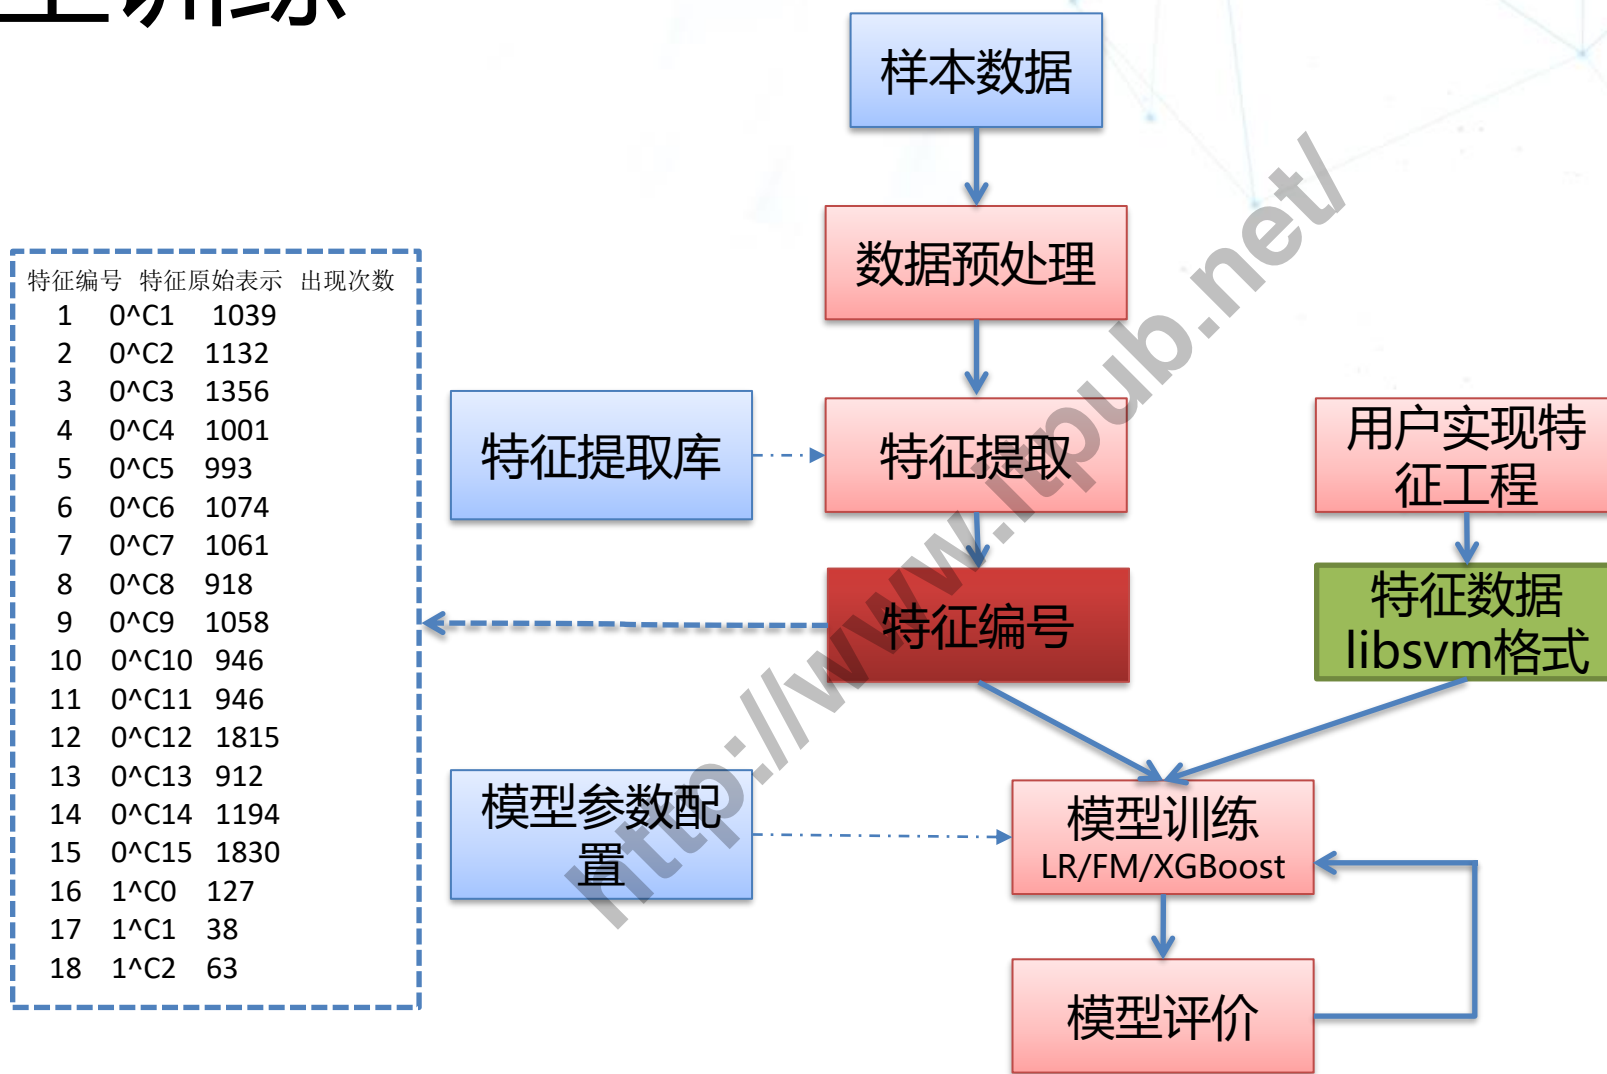 型训练
样本数据
数据预处理
特征编号 特征原始表示 出现次数
1 0^C1 1039
2 0^C2 1132
3 0^C3 1356
4 0^C4 1001
5 0^C5 993
6 0^C6 1074
7 0^C7 1061
8 0^C8 918
9 0^C9 1058
10 0^C10 946
11 0^C11 946
12 0^C12 1815
13 0^C13 912
14 0^C14 1194
15 0^C15 1830
16 1^C0 127
17 1^C1 38
18 1^C2 63
特征提取库
特征提取
用户实现特
征工程
特征编号
特征数据
libsvm格式
模型参数配
置
模型训练
LR/FM/XGBoost
模型评价
http://www.itpub.net/